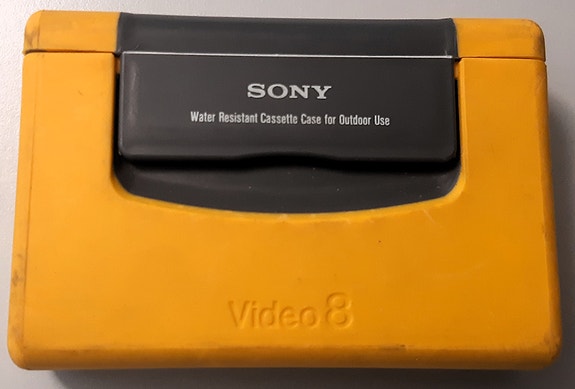 SONY
Water Resistant Cassette Case for Outdoor Use
Video 8